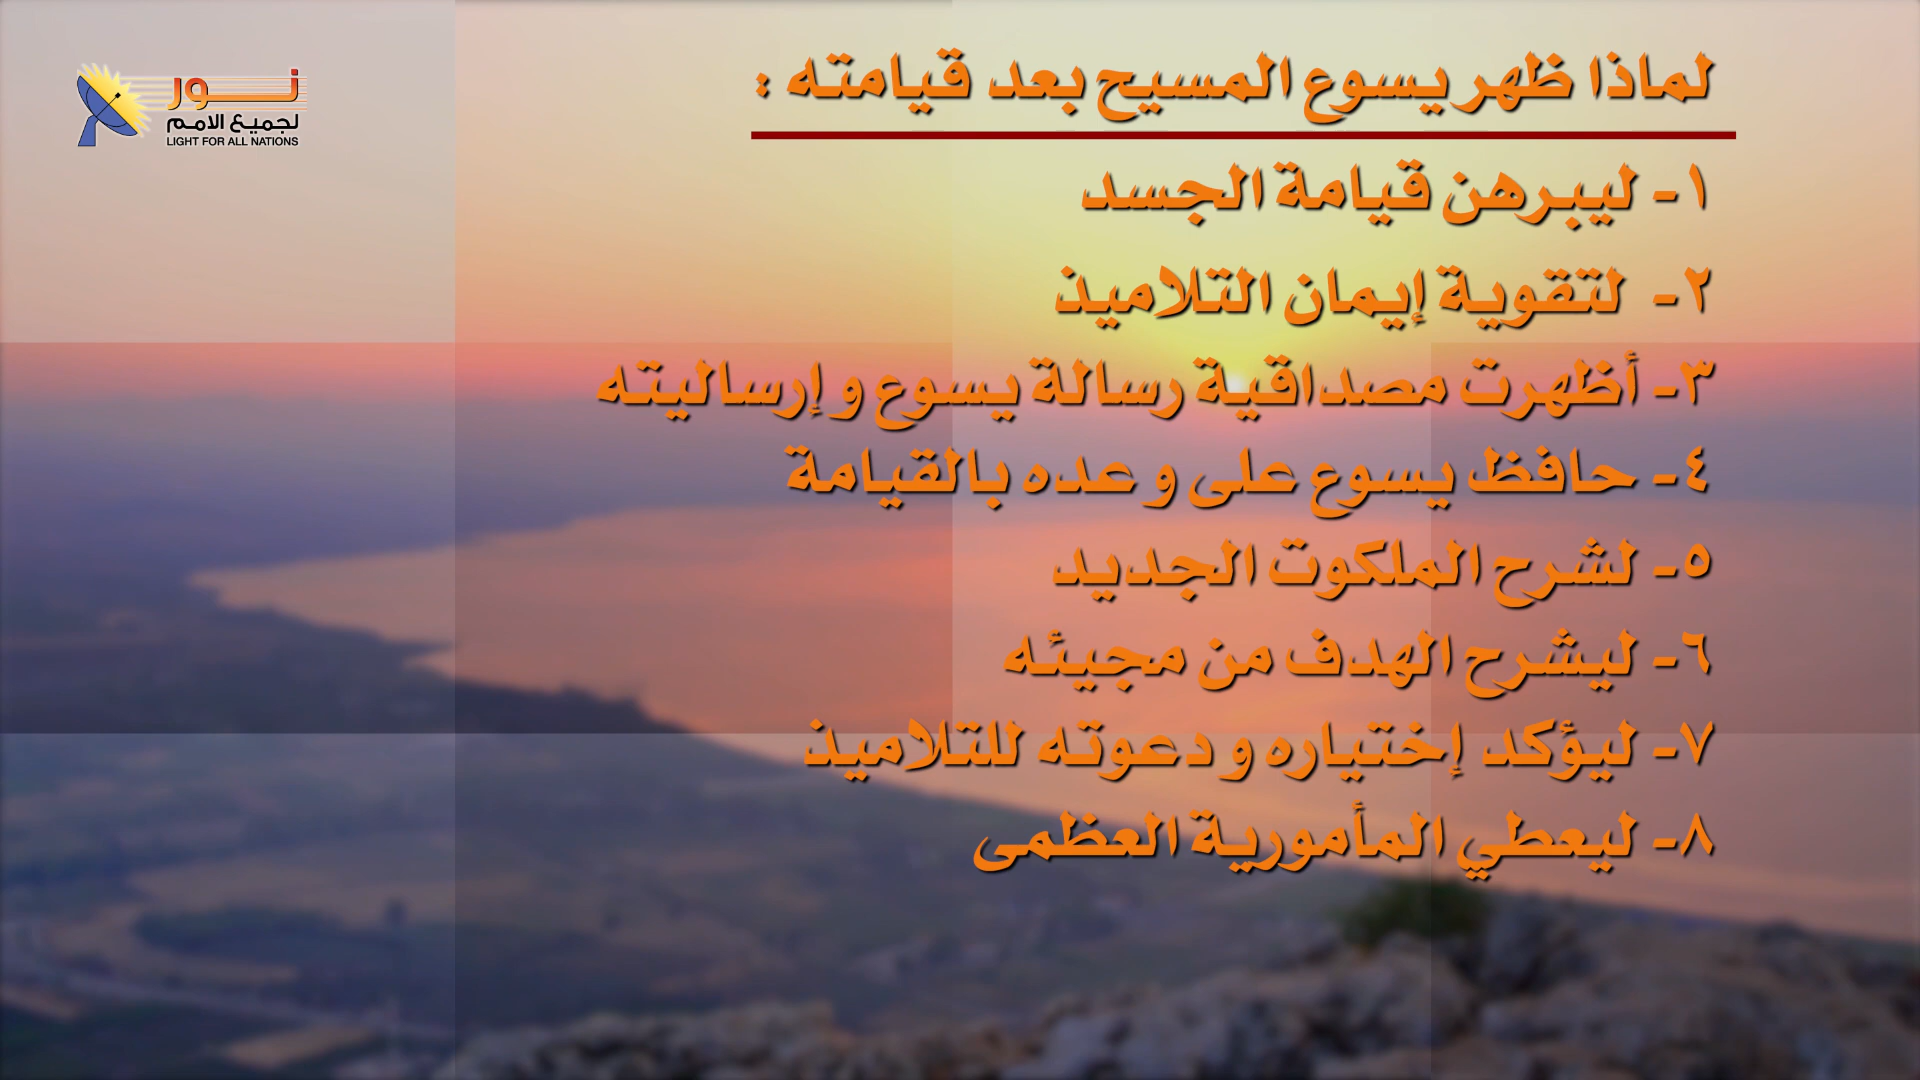 نور
لجميع الامم
LIGHT FOR ALL NATIONS
لماذا ظهر يسوع المسيح بعد قيامته :
١- ليبرهن قيامة الجسد
٢- لتقوية إيمان التلاميذ
٣- أظهرت مصداقية رسالة يسوع و إرساليته
٤- حافظ يسوع على وعده بالقيامة
٥- لشرح الملكوت الجديد
٦- ليشرح الهدف من مجيئه
٧- ليؤكد إختياره و دعوته للتلاميذ
٨- ليعطي المأمورية العظمى